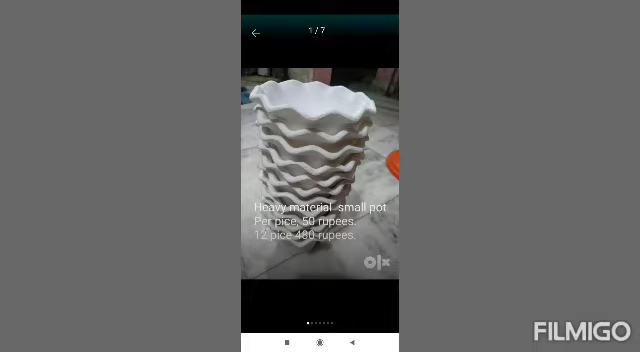 1 / 7
Heavy material small pot
Per pice, 50 rupees.
12 pice 480 rupees.
olx
FILMIGO